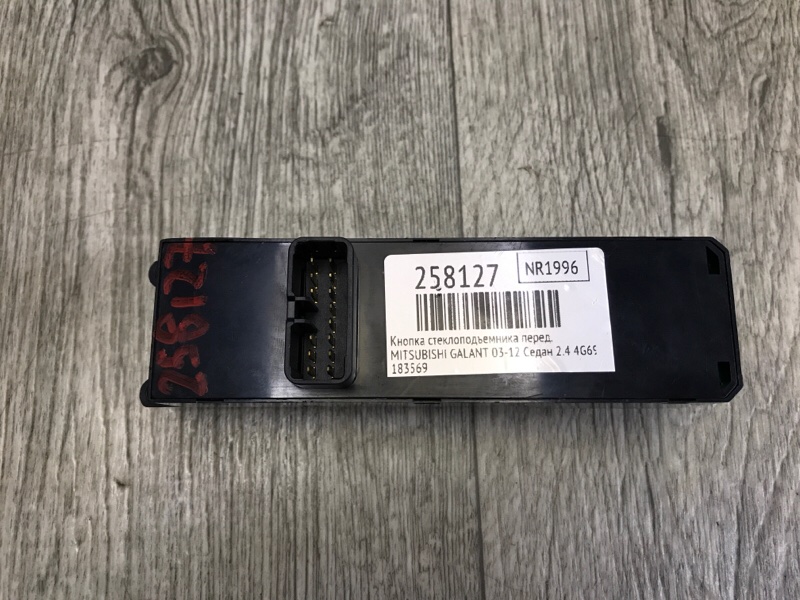 258127
258127
NR1996
Кнопка стеклоподъемника перед.
MITSUBISHI GALANT 03-12 Седан 2.4 4G69
183569